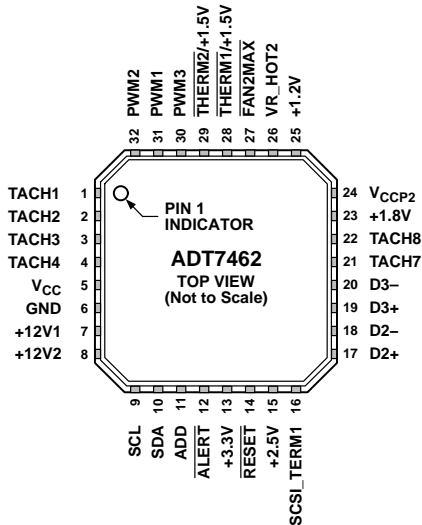 PWM2
PWM1
PWM3
THERM2/+1.5V
THERM1/+1.5V
FAN2MAX
VR_HOT2
+1.2V
32
31
30
29
28
27
26
25
TACH1 1
TACH2 2
TACH3 3
TACH4 4
VCC 5
GND 6
+12V1 7
+12V2 8
PIN 1
INDICATOR
ADT7462
TOP VIEW
(Not to Scale)
24 VCCP2
23 +1.8V
22 TACH8
21 TACH7
20 D3–
19 D3+
18 D2–
17 D2+
9
10
11
12
13
14
15
16
SCL
SDA
ADD
ALERT
+3.3V
RESET
+2.5V
SCSI_TERM1